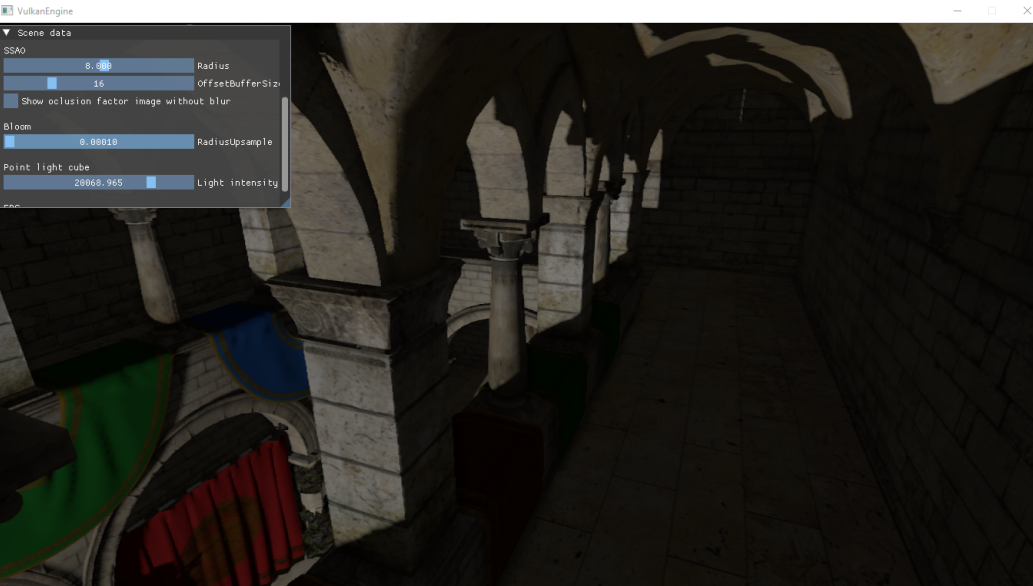 VulkanEngine
Scene data
SSAO
8.000 Radius
16 OffsetBufferSiz
Show oclusion factor image without blur
Bloom
0.00010 RadiusUpsample
Point light cube
20068.965 Light intensity